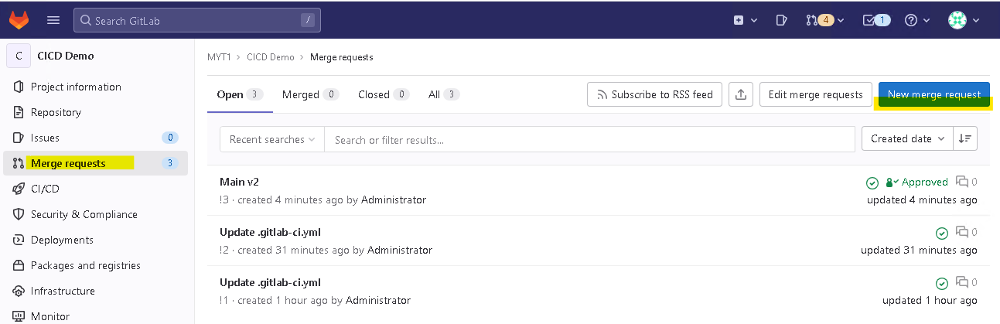 Search GitLab /
4
1
C CICD Demo
Project information
Repository
Issues 0
Merge requests 3
CI/CD
Security & Compliance
Deployments
Packages and registries
Infrastructure
Monitor
MYT1 > CICD Demo > Merge requests
Open 3 Merged 0 Closed 0 All 3 Subscribe to RSS feed Edit merge requests New merge request
Recent searches Search or filter results... Created date
Main v2 Approved 0
!3 · created 4 minutes ago by Administrator updated 4 minutes ago
Update .gitlab-ci.yml 0
!2 · created 31 minutes ago by Administrator updated 31 minutes ago
Update .gitlab-ci.yml 0
!1 · created 1 hour ago by Administrator updated 1 hour ago